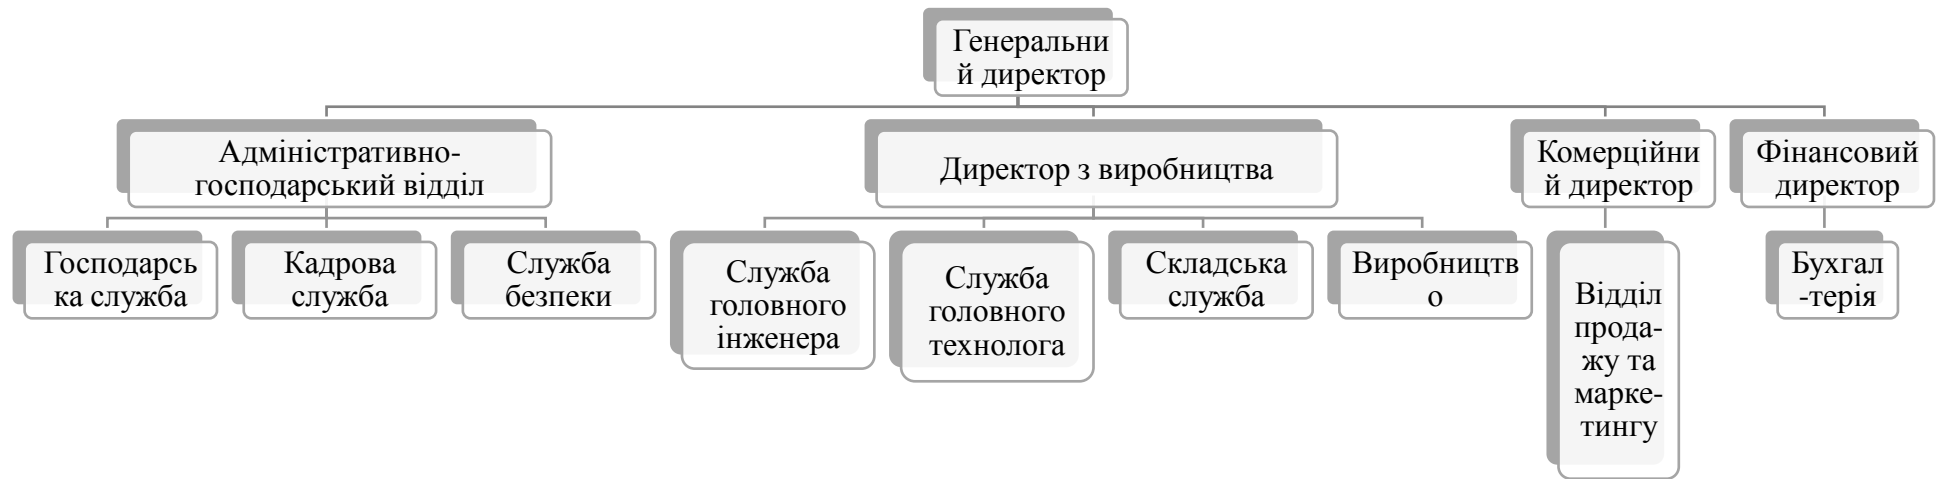 Генеральни
й директор
Адміністративно-
господарський відділ
Директор з виробництва
Комерційни
й директор
Фінансовий
директор
Господарсь
ка служба
Кадрова
служба
Служба
безпеки
Служба
головного
інженера
Служба
головного
технолога
Складська
служба
Виробництв
о
Відділ
прода-
жу та
марке-
тингу
Бухгал
-терія